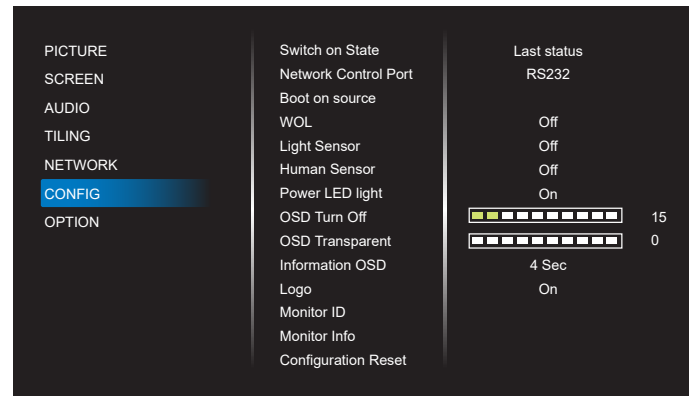 PICTURE
SCREEN
AUDIO
TILING
NETWORK
CONFIG
OPTION
Switch on State Last status
Network Control Port RS232
Boot on source
WOL Off
Light Sensor Off
Human Sensor Off
Power LED light On
OSD Turn Off 15
OSD Transparent 0
Information OSD 4 Sec
Logo On
Monitor ID
Monitor Info
Configuration Reset